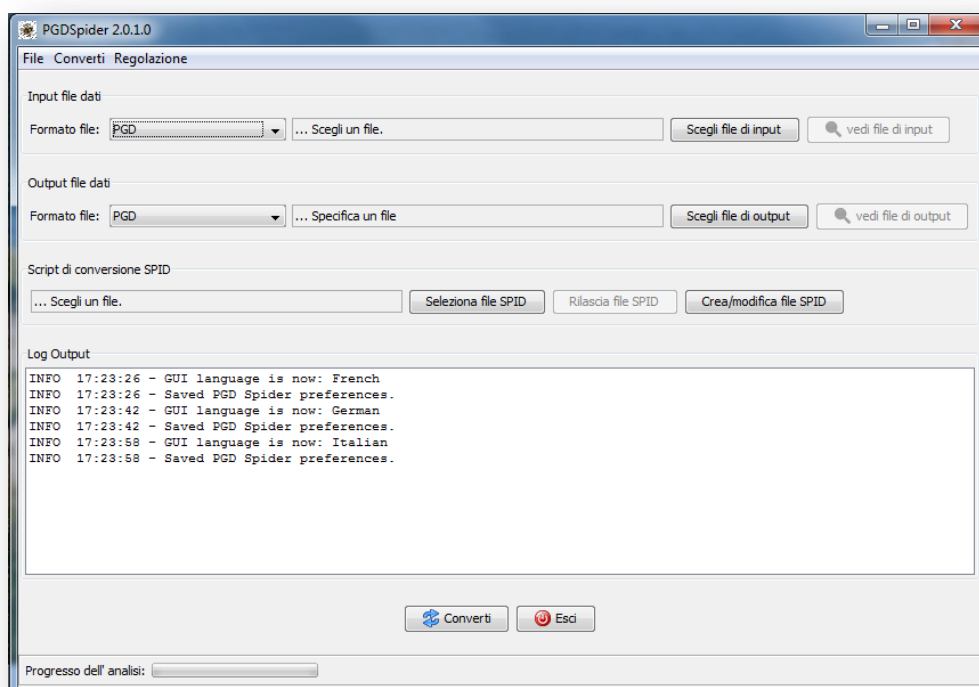 PGDSpider 2.0.1.0
File Converti Regolazione
Input file dati
Formato file: PGD ... Scegli un file. Scegli file di input vedi file di input
Output file dati
Formato file: PGD ... Specifica un file Scegli file di output vedi file di output
Script di conversione SPID
... Scegli un file. Seleziona file SPID Rilascia file SPID Crea/modifica file SPID
Log Output
INFO 17:23:26 - GUI language is now: French
INFO 17:23:26 - Saved PGD Spider preferences.
INFO 17:23:42 - GUI language is now: German
INFO 17:23:42 - Saved PGD Spider preferences.
INFO 17:23:58 - GUI language is now: Italian
INFO 17:23:58 - Saved PGD Spider preferences.
Converti Esci
Progresso dell' analisi: